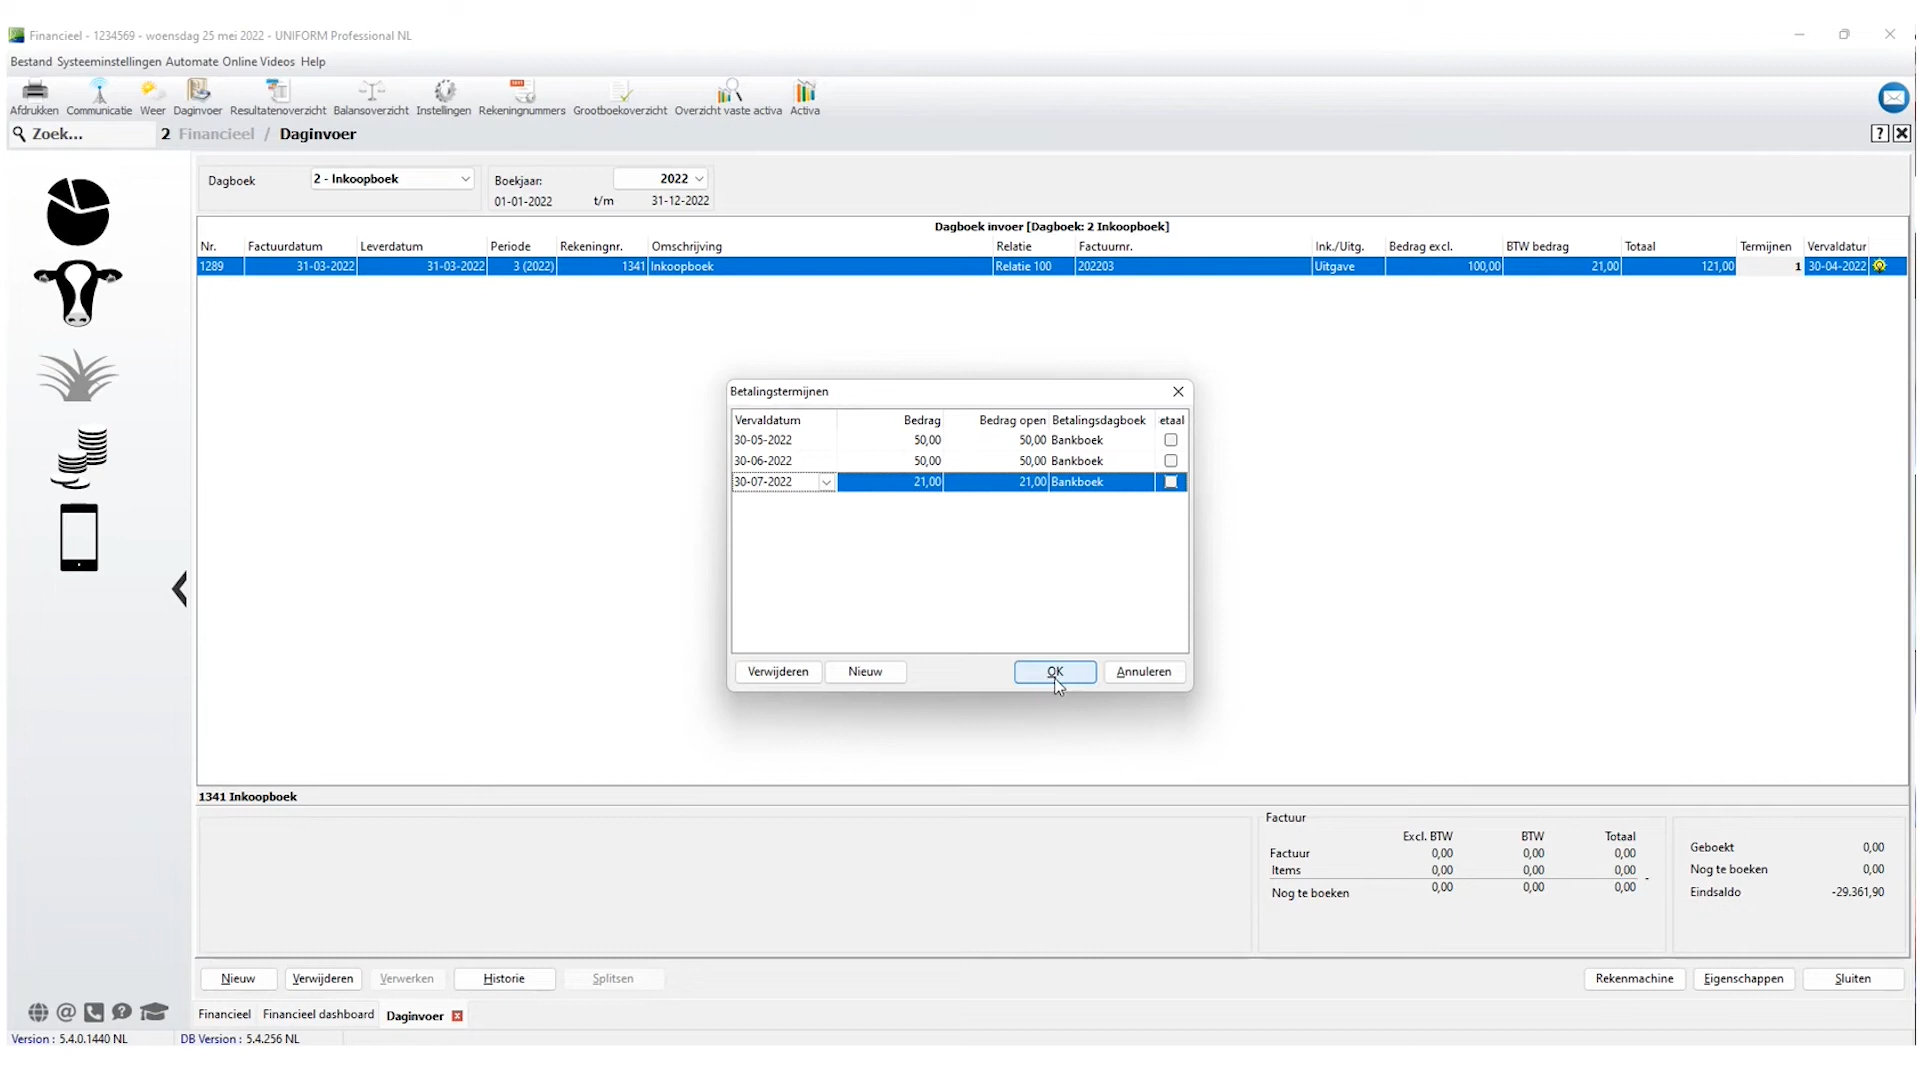 Financieel - 1234569 - woensdag 25 mei 2022 - UNIFORM Professional NL
Bestand Systeeminstellingen Automate Online Videos Help
Afdrukken Communicatie Weer Daginvoer Resultatenoverzicht Balansoverzicht Instellingen Rekeningnummers Grootboekoverzicht Overzicht vaste activa Activa
Zoek... 2 Financieel / Daginvoer ?
Dagboek 2 - Inkoopboek Boekjaar: 2022
01-01-2022 t/m 31-12-2022
Dagboek invoer [Dagboek: 2 Inkoopboek]
Nr. Factuurdatum Leverdatum Periode Rekeningnr. Omschrijving Relatie Factuurnr. Ink./Uitg. Bedrag excl. BTW bedrag Totaal Termijnen Vervaldatur
1289 31-03-2022 31-03-2022 3 (2022) 1341 Inkoopboek Relatie 100 202203 Uitgave 100,00 21,00 121,00 1 30-04-2022
Betalingstermijnen
Vervaldatum Bedrag Bedrag open Betalingsdagboek etaal
30-05-2022 50,00 50,00 Bankboek
30-06-2022 50,00 50,00 Bankboek
30-07-2022 21,00 21,00 Bankboek
Verwijderen Nieuw OK Annuleren
1341 Inkoopboek
Factuur
Excl. BTW BTW Totaal
Factuur 0,00 0,00 0,00
Items 0,00 0,00 0,00 -
Nog te boeken 0,00 0,00 0,00
Geboekt 0,00
Nog te boeken 0,00
Eindsaldo -29.361,90
Nieuw Verwijderen Verwerken Historie Splitsen Rekenmachine Eigenschappen Sluiten
Financieel Financieel dashboard Daginvoer
Version : 5.4.0.1440 NL DB Version : 5.4.256 NL